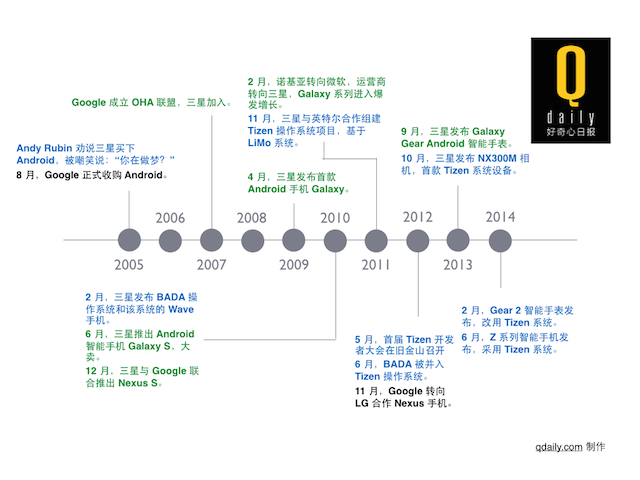 Q
daily
好奇心日报
2 月，诺基亚转向微软，运营商
转向三星，Galaxy 系列进入爆
发增长。
11 月，三星与英特尔合作组建
Tizen 操作系统项目，基于
LiMo 系统。
Google 成立 OHA 联盟，三星加入。
9 月，三星发布 Galaxy
Gear Android 智能手表。
10 月，三星发布 NX300M 相
机，首款 Tizen 系统设备。
Andy Rubin 劝说三星买下
Android，被嘲笑说：“你在做梦？”
8 月，Google 正式收购 Android。
4 月，三星发布首款
Android 手机 Galaxy。
2006
2008
2010
2012
2014
2005
2007
2009
2011
2013
2 月，三星发布 BADA 操
作系统和该系统的 Wave
手机。
6 月，三星推出 Android
智能手机 Galaxy S，大
卖。
12 月，三星与 Google 联
合推出 Nexus S。
5 月，首届 Tizen 开发
者大会在旧金山召开
6 月，BADA 被并入
Tizen 操作系统。
11 月，Google 转向
LG 合作 Nexus 手机。
2 月，Gear 2 智能手表发
布，改用 Tizen 系统。
6 月，Z 系列智能手机发
布，采用 Tizen 系统。
qdaily.com 制作